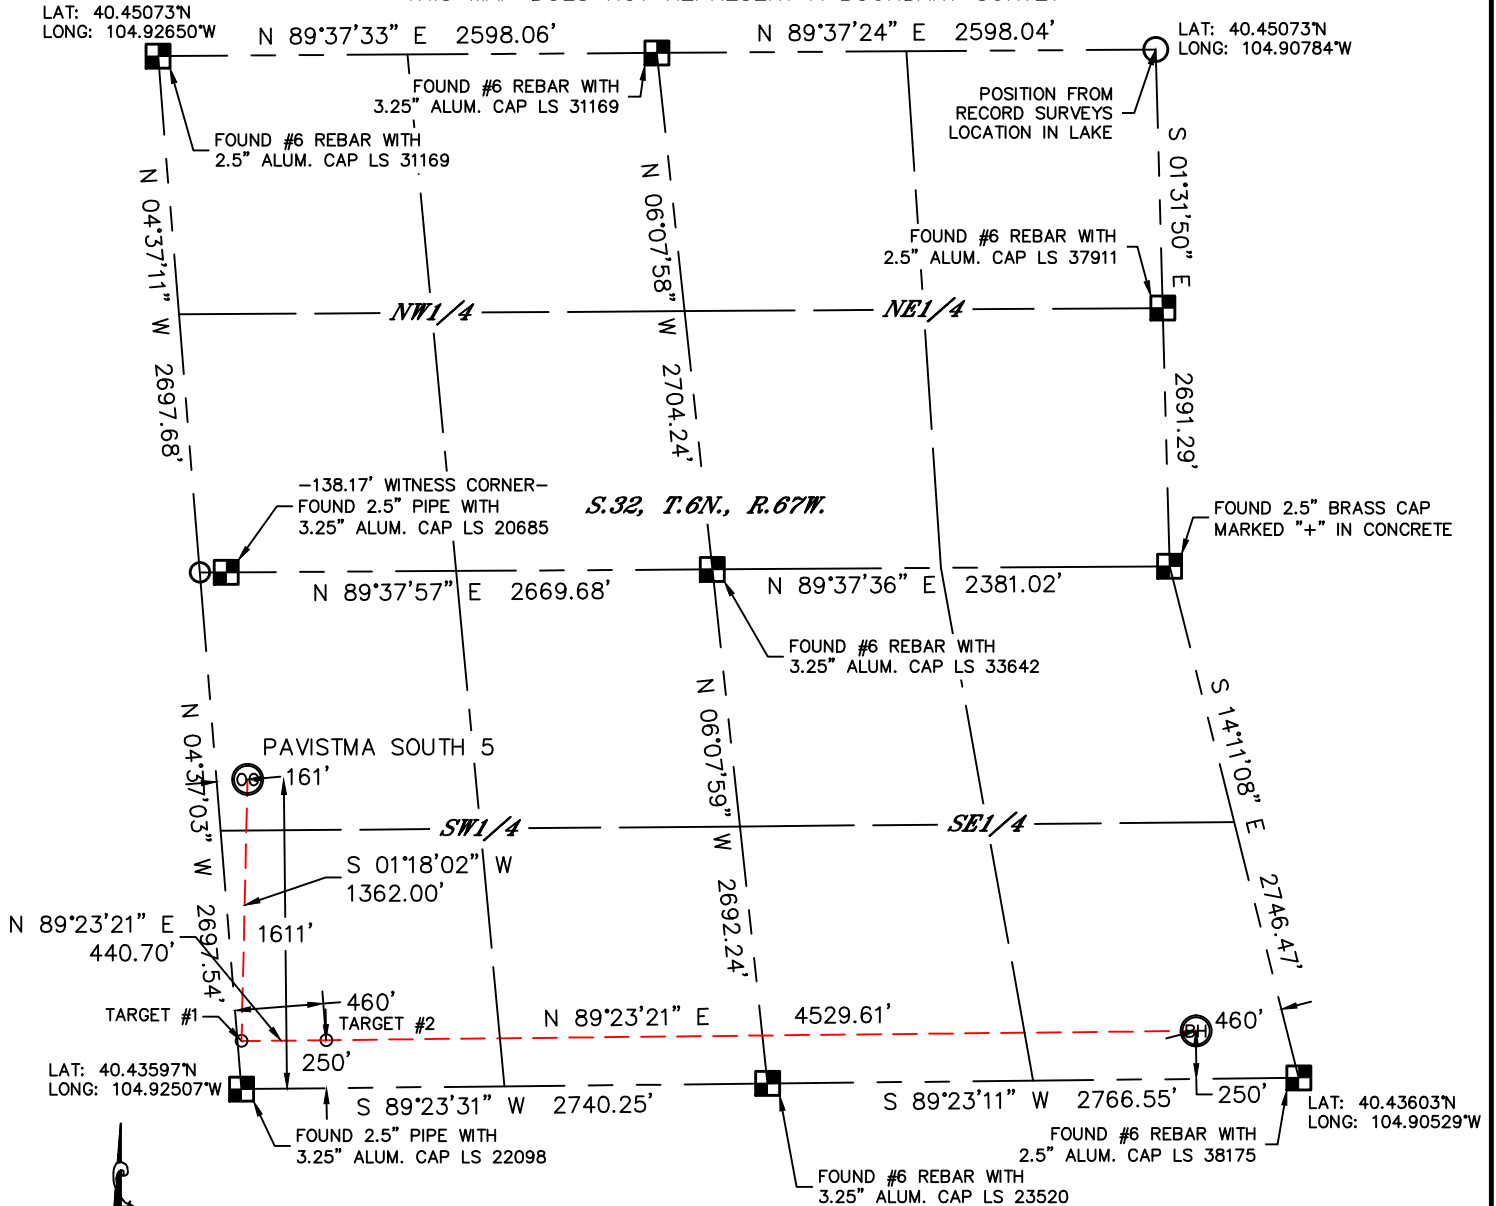 LAT: 40.45073°N
LONG: 104.92650°W
N 89°37'33" E 2598.06'
N 89°37'24" E 2598.04'
LAT: 40.45073°N
LONG: 104.90784°W
FOUND #6 REBAR WITH
3.25" ALUM. CAP LS 31169
POSITION FROM
RECORD SURVEYS
LOCATION IN LAKE
FOUND #6 REBAR WITH
2.5" ALUM. CAP LS 31169
N 04°37'11" W 2697.68'
N 06°07'58" W 2704.24'
S 01°31'50" E 2691.29'
FOUND #6 REBAR WITH
2.5" ALUM. CAP LS 37911
NW1/4
NE1/4
-138.17' WITNESS CORNER-
FOUND 2.5" PIPE WITH
3.25" ALUM. CAP LS 20685
S.32, T.6N., R.67W.
FOUND 2.5" BRASS CAP
MARKED "+" IN CONCRETE
N 89°37'57" E 2669.68'
N 89°37'36" E 2381.02'
FOUND #6 REBAR WITH
3.25" ALUM. CAP LS 33642
N 04°37'03" W 2697.54'
N 06°07'59" W 2692.24'
S 14°11'08" E 2746.47'
PAVISTMA SOUTH 5
OG
161'
SW1/4
SE1/4
S 01°18'02" W
1362.00'
N 89°23'21" E
440.70'
1611'
460'
TARGET #1
TARGET #2
N 89°23'21" E 4529.61'
BH
460'
250'
LAT: 40.43597°N
LONG: 104.92507°W
S 89°23'31" W 2740.25'
S 89°23'11" W 2766.55'
250'
LAT: 40.43603°N
LONG: 104.90529°W
FOUND 2.5" PIPE WITH
3.25" ALUM. CAP LS 22098
FOUND #6 REBAR WITH
2.5" ALUM. CAP LS 38175
FOUND #6 REBAR WITH
3.25" ALUM. CAP LS 23520